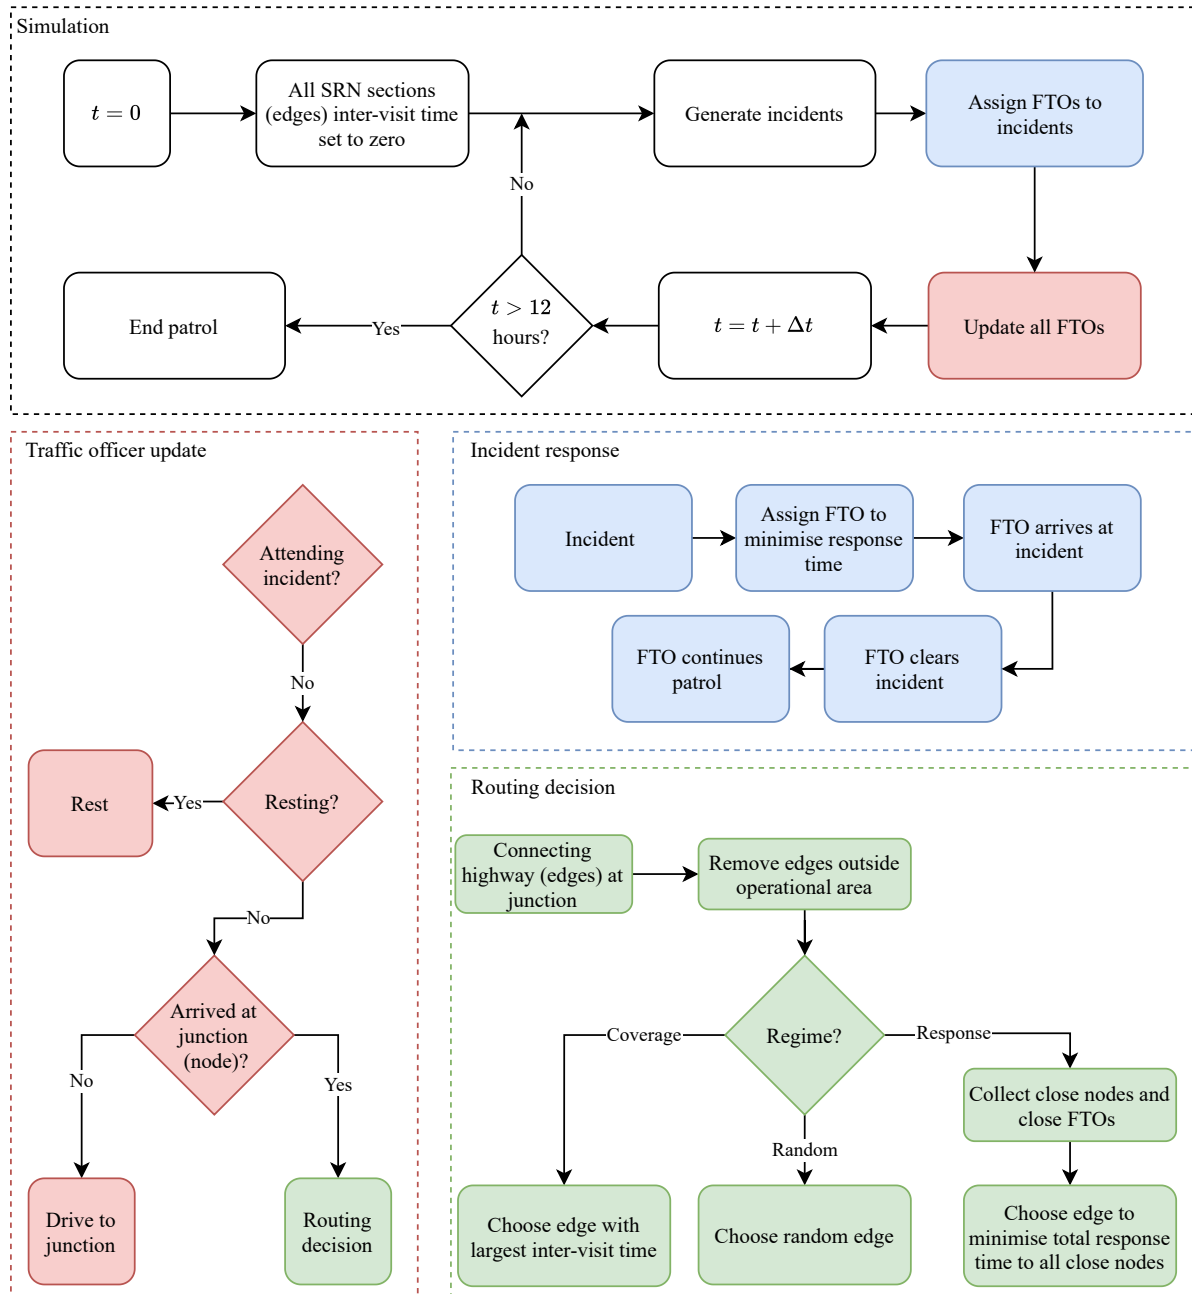 Simulation
t = 0
All SRN sections
(edges) inter-visit time
set to zero
Generate incidents
Assign FTOs to
incidents
No
End patrol
Yes
t > 12
hours?
t = t + Δt
Update all FTOs
Traffic officer update
Attending
incident?
No
Rest
Yes
Resting?
No
Arrived at
junction
(node)?
No
Yes
Drive to
junction
Routing
decision
Incident response
Incident
Assign FTO to
minimise response
time
FTO arrives at
incident
FTO continues
patrol
FTO clears
incident
Routing decision
Connecting
highway (edges) at
junction
Remove edges outside
operational area
Coverage
Regime?
Response
Collect close nodes and
close FTOs
Random
Choose edge with
largest inter-visit time
Choose random edge
Choose edge to
minimise total response
time to all close nodes